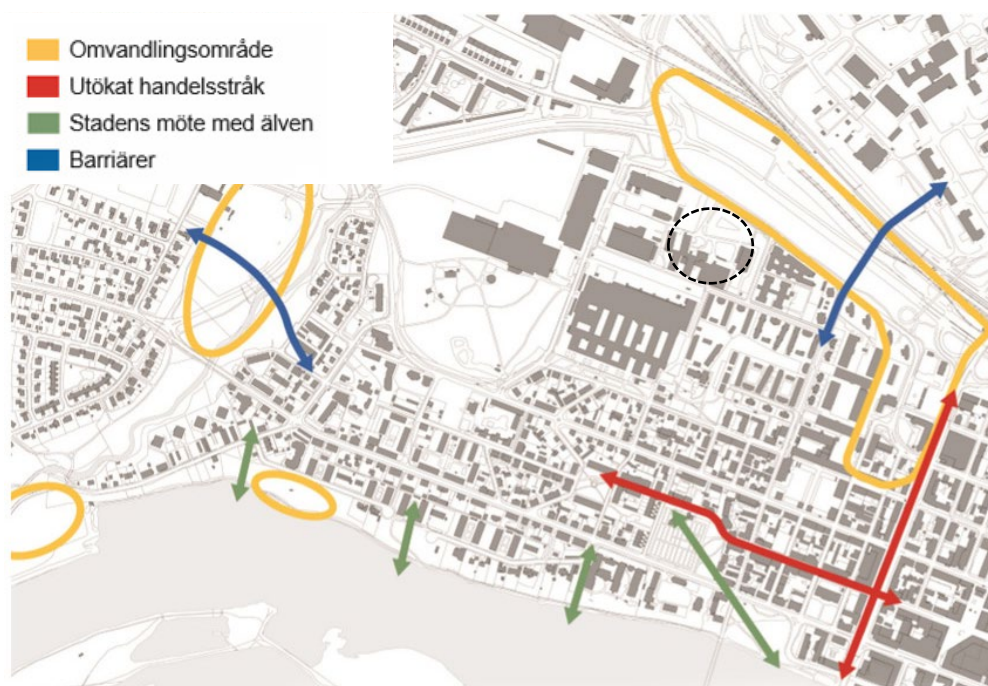 Omvandlingsområde
Utökat handelsstråk
Stadens möte med älven
Barriärer